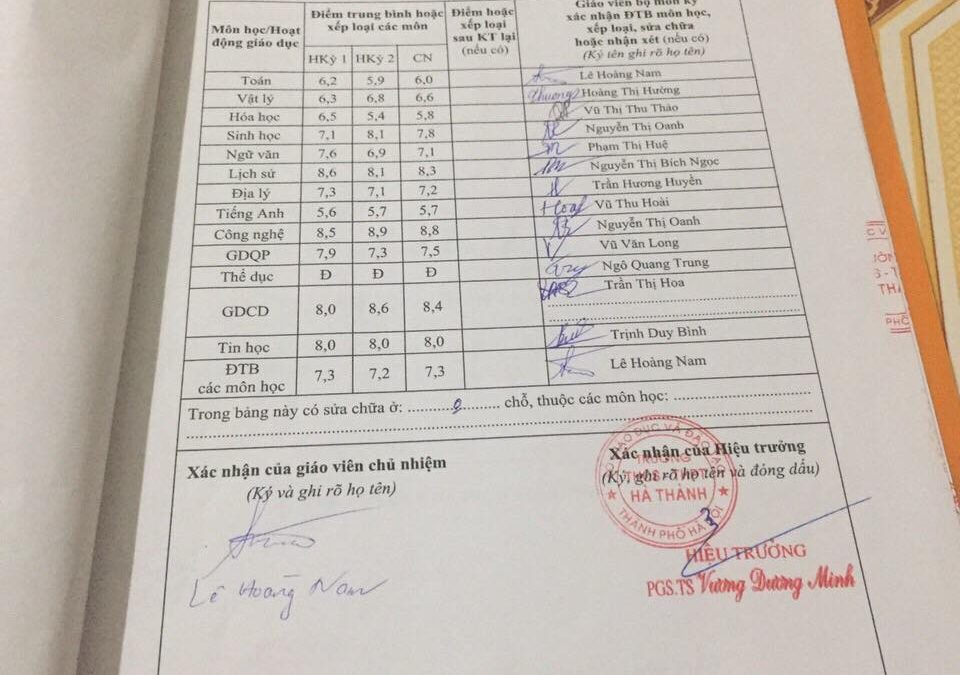 Môn học/Hoạt động giáo dục
Điểm trung bình hoặc xếp loại các môn
HKỳ 1 HKỳ 2 CN
Điểm hoặc xếp loại sau KT lại (nếu có)
Giáo viên bộ môn ký xác nhận ĐTB môn học, xếp loại, sửa chữa hoặc nhận xét (nếu có)
(Ký tên ghi rõ họ tên)
Toán 6,2 5,9 6,0 Lê Hoàng Nam
Vật lý 6,3 6,8 6,6 Hoàng Thị Hường
Hóa học 6,5 5,4 5,8 Vũ Thị Thu Thảo
Sinh học 7,1 8,1 7,8 Nguyễn Thị Oanh
Ngữ văn 7,6 6,9 7,1 Phạm Thị Huệ
Lịch sử 8,6 8,1 8,3 Nguyễn Thị Bích Ngọc
Địa lý 7,3 7,1 7,2 Trần Hương Huyền
Tiếng Anh 5,6 5,7 5,7 Vũ Thu Hoài
Công nghệ 8,5 8,9 8,8 Nguyễn Thị Oanh
GDQP 7,9 7,3 7,5 Vũ Văn Long
Thể dục Đ Đ Đ Ngô Quang Trung
GDCD 8,0 8,6 8,4 Trần Thị Hoa
Tin học 8,0 8,0 8,0 Trịnh Duy Bình
ĐTB các môn học 7,3 7,2 7,3 Lê Hoàng Nam
Trong bảng này có sửa chữa ở: 0 chỗ, thuộc các môn học:
Xác nhận của giáo viên chủ nhiệm
(Ký và ghi rõ họ tên)
Lê Hoàng Nam
Xác nhận của Hiệu trưởng
(Ký, ghi rõ họ tên và đóng dấu)
TRƯỜNG
HÀ THÀNH
THÀNH PHỐ HÀ NỘI
HIỆU TRƯỞNG
PGS.TS Vương Dương Minh